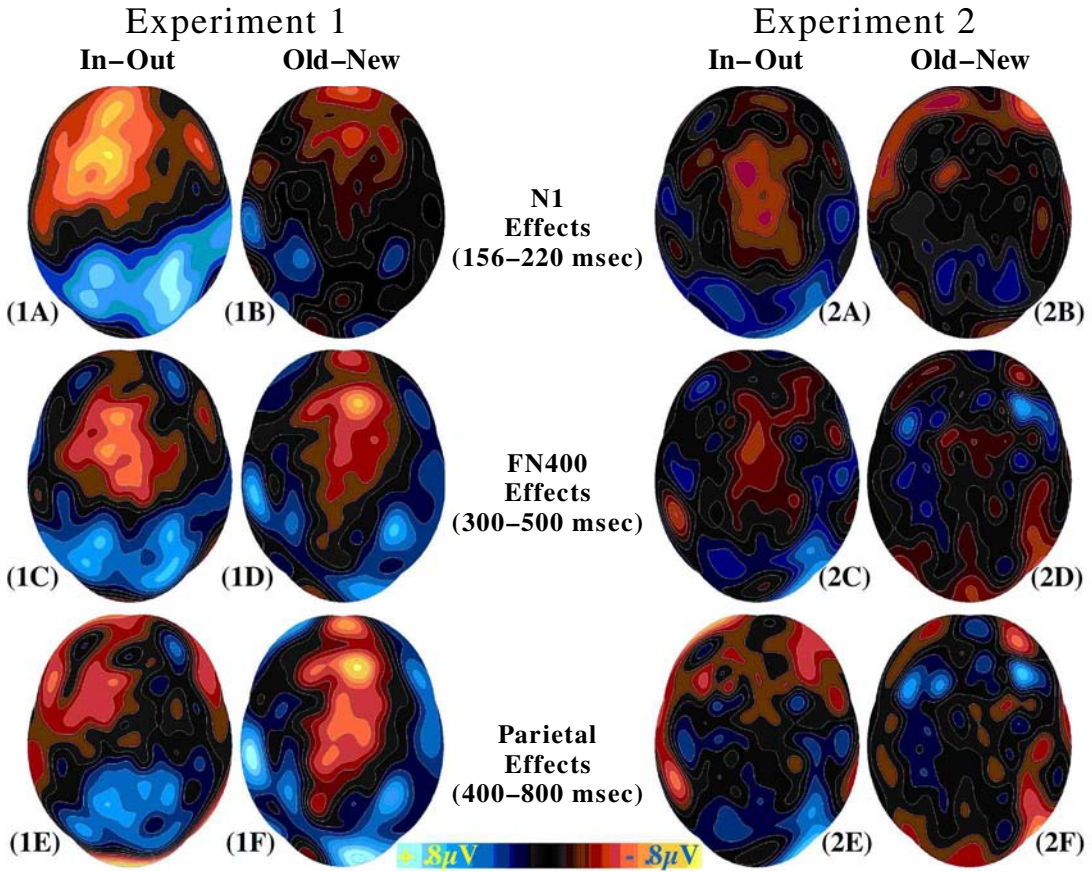 Experiment 1
Experiment 2
In–Out
Old–New
In–Out
Old–New
N1
Effects
(156–220 msec)
(1A)
(1B)
(2A)
(2B)
FN400
Effects
(300–500 msec)
(1C)
(1D)
(2C)
(2D)
Parietal
Effects
(400–800 msec)
(1E)
(1F)
(2E)
(2F)
+ .8µV
- .8µV